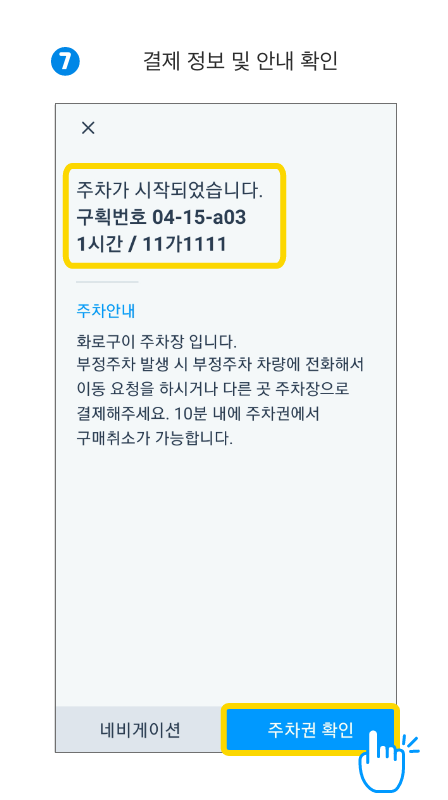 7 결제 정보 및 안내 확인
주차가 시작되었습니다.
구획번호 04-15-a03
1시간 / 11가1111
주차안내
화로구이 주차장 입니다.
부정주차 발생 시 부정주차 차량에 전화해서
이동 요청을 하시거나 다른 곳 주차장으로
결제해주세요. 10분 내에 주차권에서
구매취소가 가능합니다.
네비게이션 주차권 확인